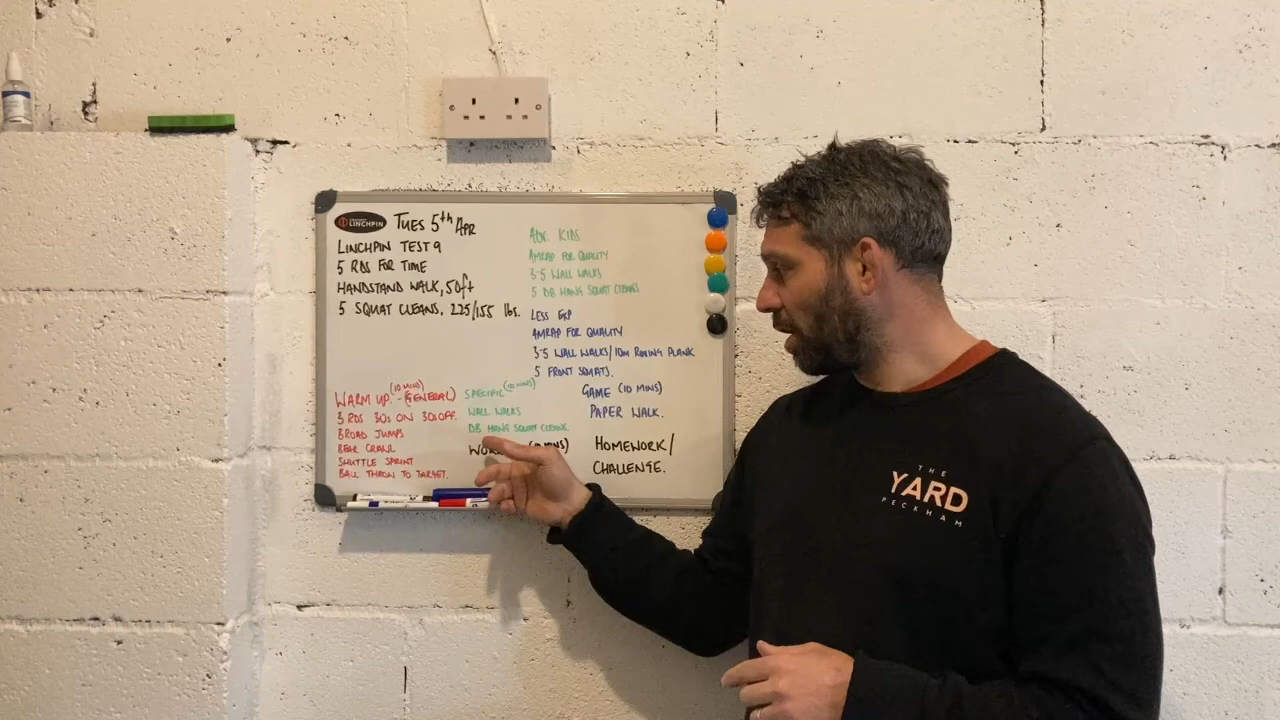 LINCHPIN
TUES 5th APR
LINCHPIN TEST 9
5 RDS FOR TIME
HANDSTAND WALK, 50ft
5 SQUAT CLEANS, 225/155 lbs.
ADV. KIDS
AMRAP FOR QUALITY
3-5 WALL WALKS
5 DB HANG SQUAT CLEANS
LESS EXP
AMRAP FOR QUALITY
3-5 WALL WALKS/10M ROVING PLANK
5 FRONT SQUATS.
WARM UP - (GENERAL) (10 MINS)
3 RDS 30s ON 30s OFF.
BROAD JUMPS
BEAR CRAWL
SHUTTLE SPRINT
BALL THROW TO TARGET.
SPECIFIC (10 MINS)
WALL WALKS
DB HANG SQUAT CLEANS
MINS)
GAME (10 MINS)
PAPER WALK.
HOMEWORK/
CHALLENGE.
THE
YARD
PECKHAM